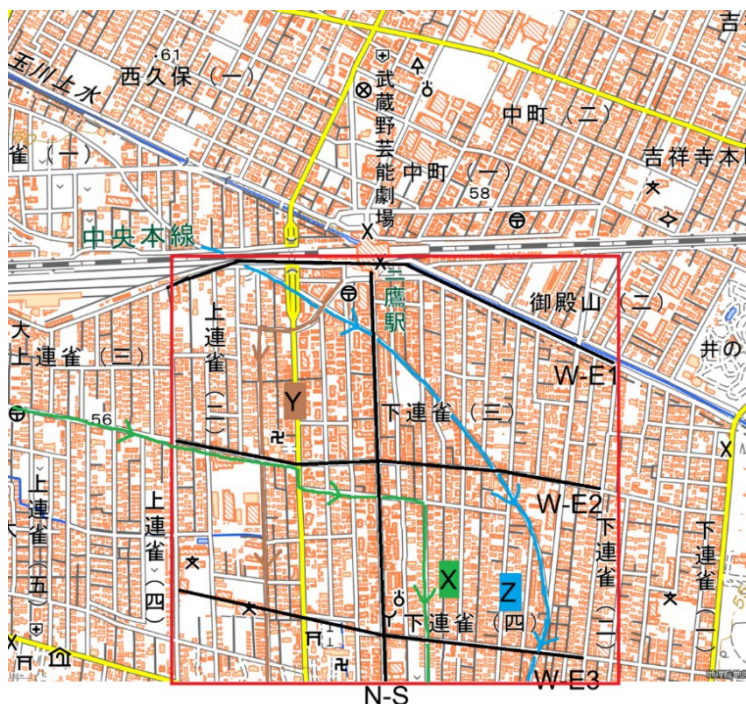 吉
61
玉川上水
西久保（一）
武蔵野芸能劇場
中町（二）
吉祥寺本
雀（一）
中町（一）
58
中央本線
三鷹駅
御殿山（二）
井の
大
上連雀（三）
上連雀（二）
W-E1
Y
下連雀（三）
56
W-E2
上連雀（五）
上連雀（四）
X
Z
下連雀（二）
下連雀（一）
下連雀（四）
W-E3
N-S